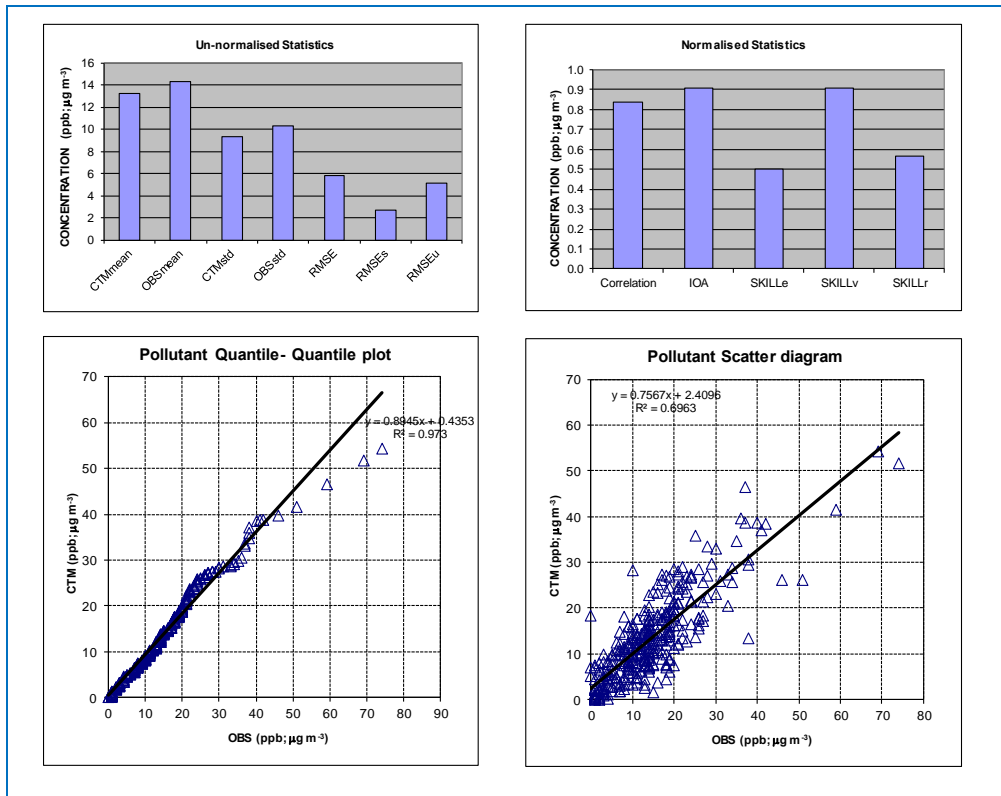 Un-normalised Statistics
CONCENTRATION (ppb; µg m⁻³)
16
14
12
10
8
6
4
2
0
CTMmean
OBSmean
CTMstd
OBSstd
RMSE
RMSEs
RMSEu
Normalised Statistics
CONCENTRATION (ppb; µg m⁻³)
1.0
0.9
0.8
0.7
0.6
0.5
0.4
0.3
0.2
0.1
0.0
Correlation IOA SKILLe SKILLv SKILLr
Pollutant Quantile- Quantile plot
y = 0.8945x + 0.4353
R² = 0.973
CTM (ppb; µg m⁻³)
70
60
50
40
30
20
10
0
0 10 20 30 40 50 60 70 80 90
OBS (ppb; µg m⁻³)
Pollutant Scatter diagram
y = 0.7567x + 2.4096
R² = 0.6963
CTM (ppb; µg m⁻³)
70
60
50
40
30
20
10
0
0 10 20 30 40 50 60 70 80
OBS (ppb; µg m⁻³)